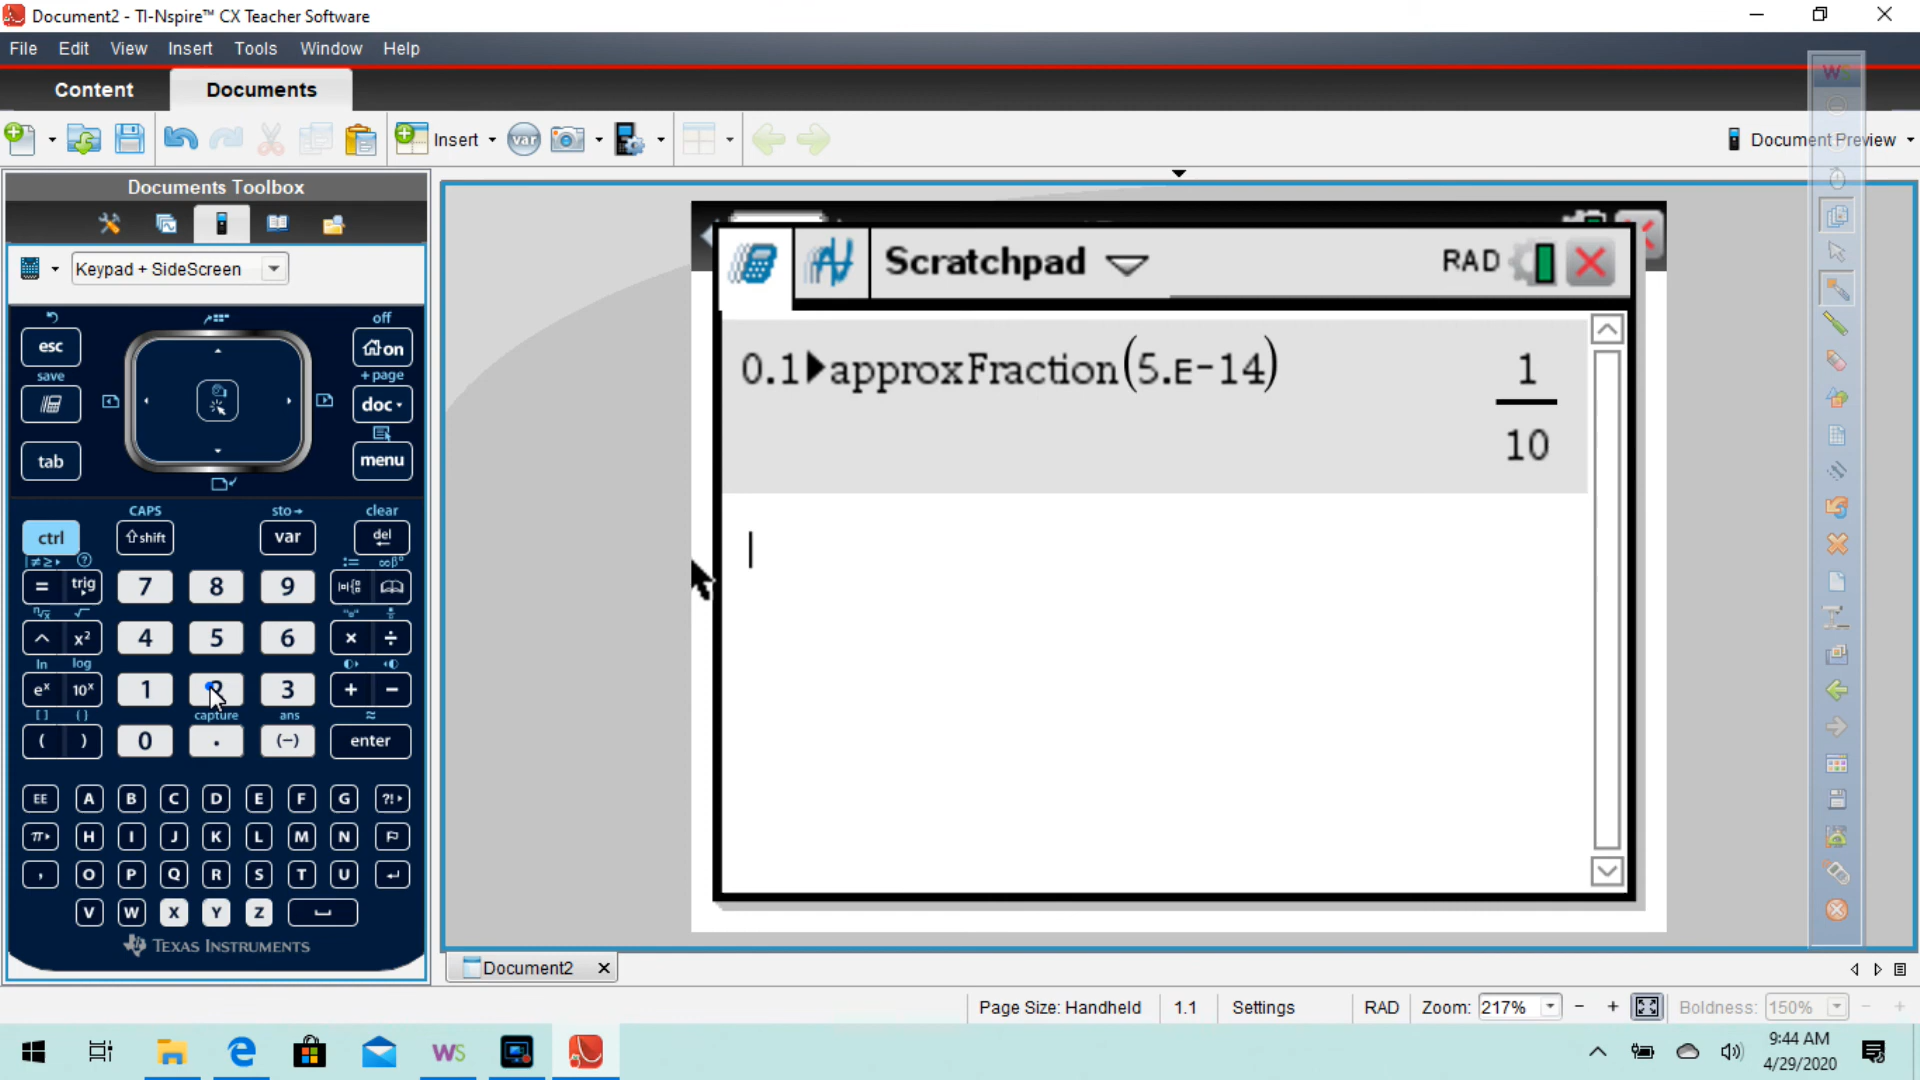 Document2 - TI-Nspire™ CX Teacher Software
File Edit View Insert Tools Window Help
Content Documents
Insert var Document Preview
Documents Toolbox
Keypad + SideScreen
Scratchpad RAD
0.1▶approxFraction(5.E-14) 1
10
off
esc on
save + page
doc
tab menu
CAPS sto→ clear
ctrl shift var del
= trig 7 8 9
^ x² 4 5 6 × ÷
ln log
eˣ 10ˣ 1 2 3 + −
[ ] ( ) capture ans ≈
( ) 0 . (−) enter
EE A B C D E F G ?!▸
π▸ H I J K L M N
, O P Q R S T U
V W X Y Z
TEXAS INSTRUMENTS
Document2
Page Size: Handheld 1.1 Settings RAD Zoom: 217% − + Boldness: 150% − +
WS
9:44 AM
4/29/2020